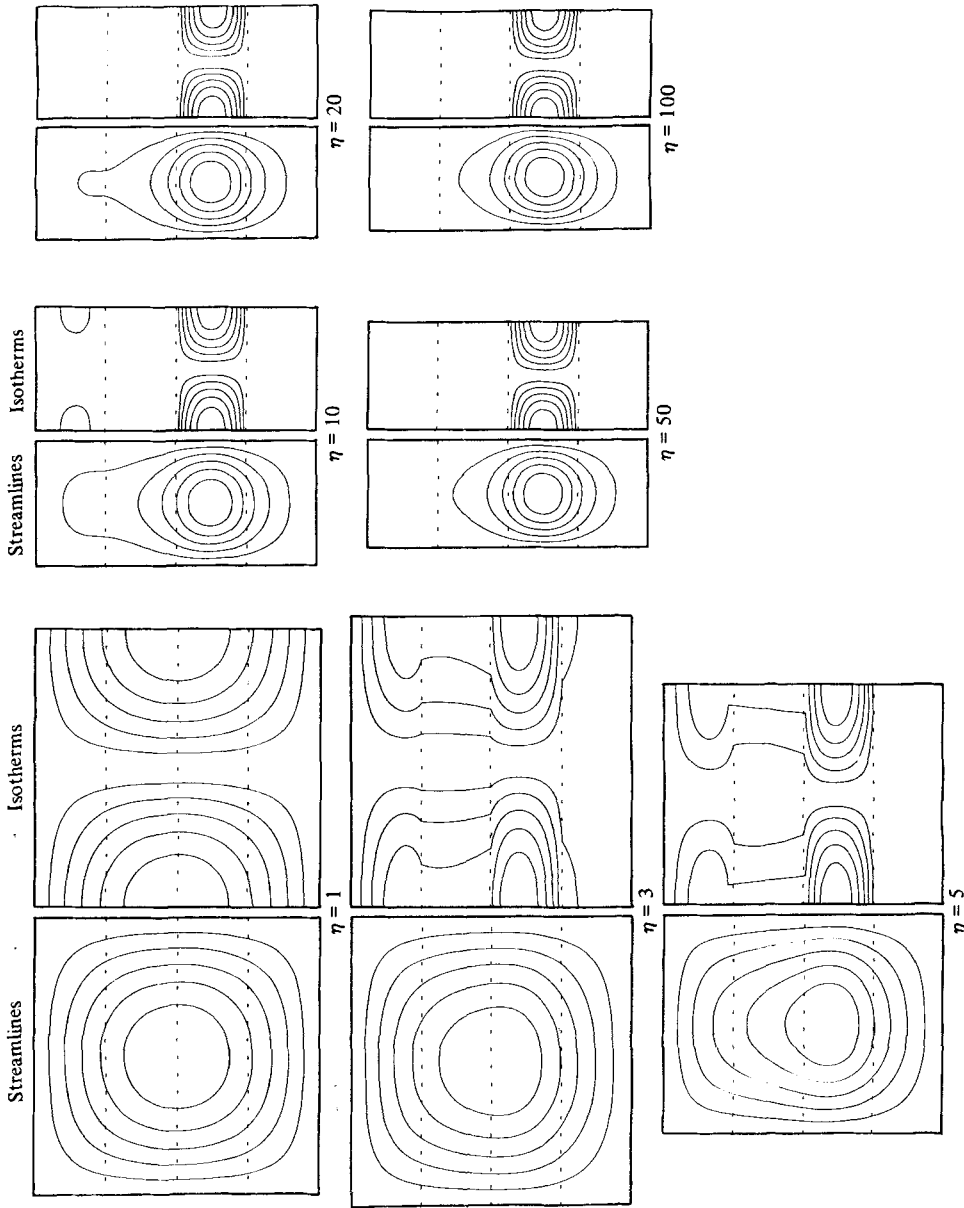 Streamlines
Isotherms
η = 1
η = 3
η = 5
Streamlines
Isotherms
η = 10
η = 20
η = 50
η = 100